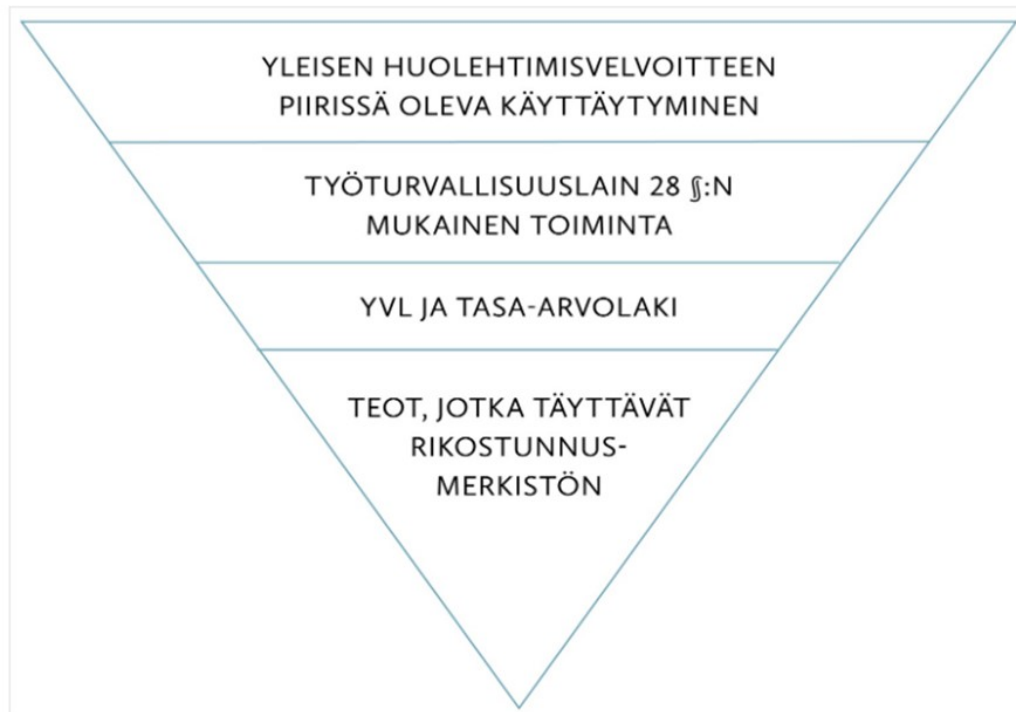 YLEISEN HUOLEHTIMISVELVOITTEEN
PIIRISSÄ OLEVA KÄYTTÄYTYMINEN
TYÖTURVALLISUUSLAIN 28 §:N
MUKAINEN TOIMINTA
YVL JA TASA-ARVOLAKI
TEOT, JOTKA TÄYTTÄVÄT
RIKOSTUNNUS-
MERKISTÖN